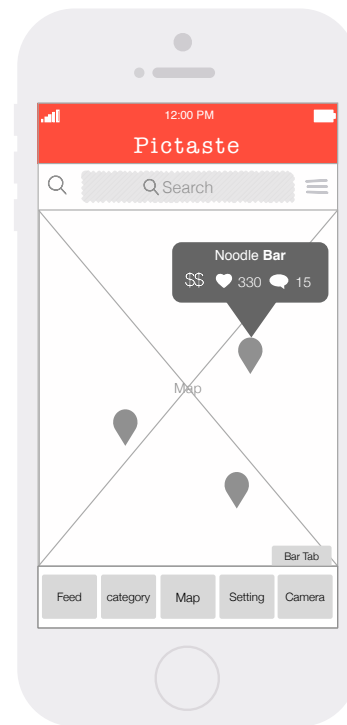 12:00 PM
Pictaste
Search
Noodle Bar
$$ 330 15
Map
Bar Tab
Feed category Map Setting Camera